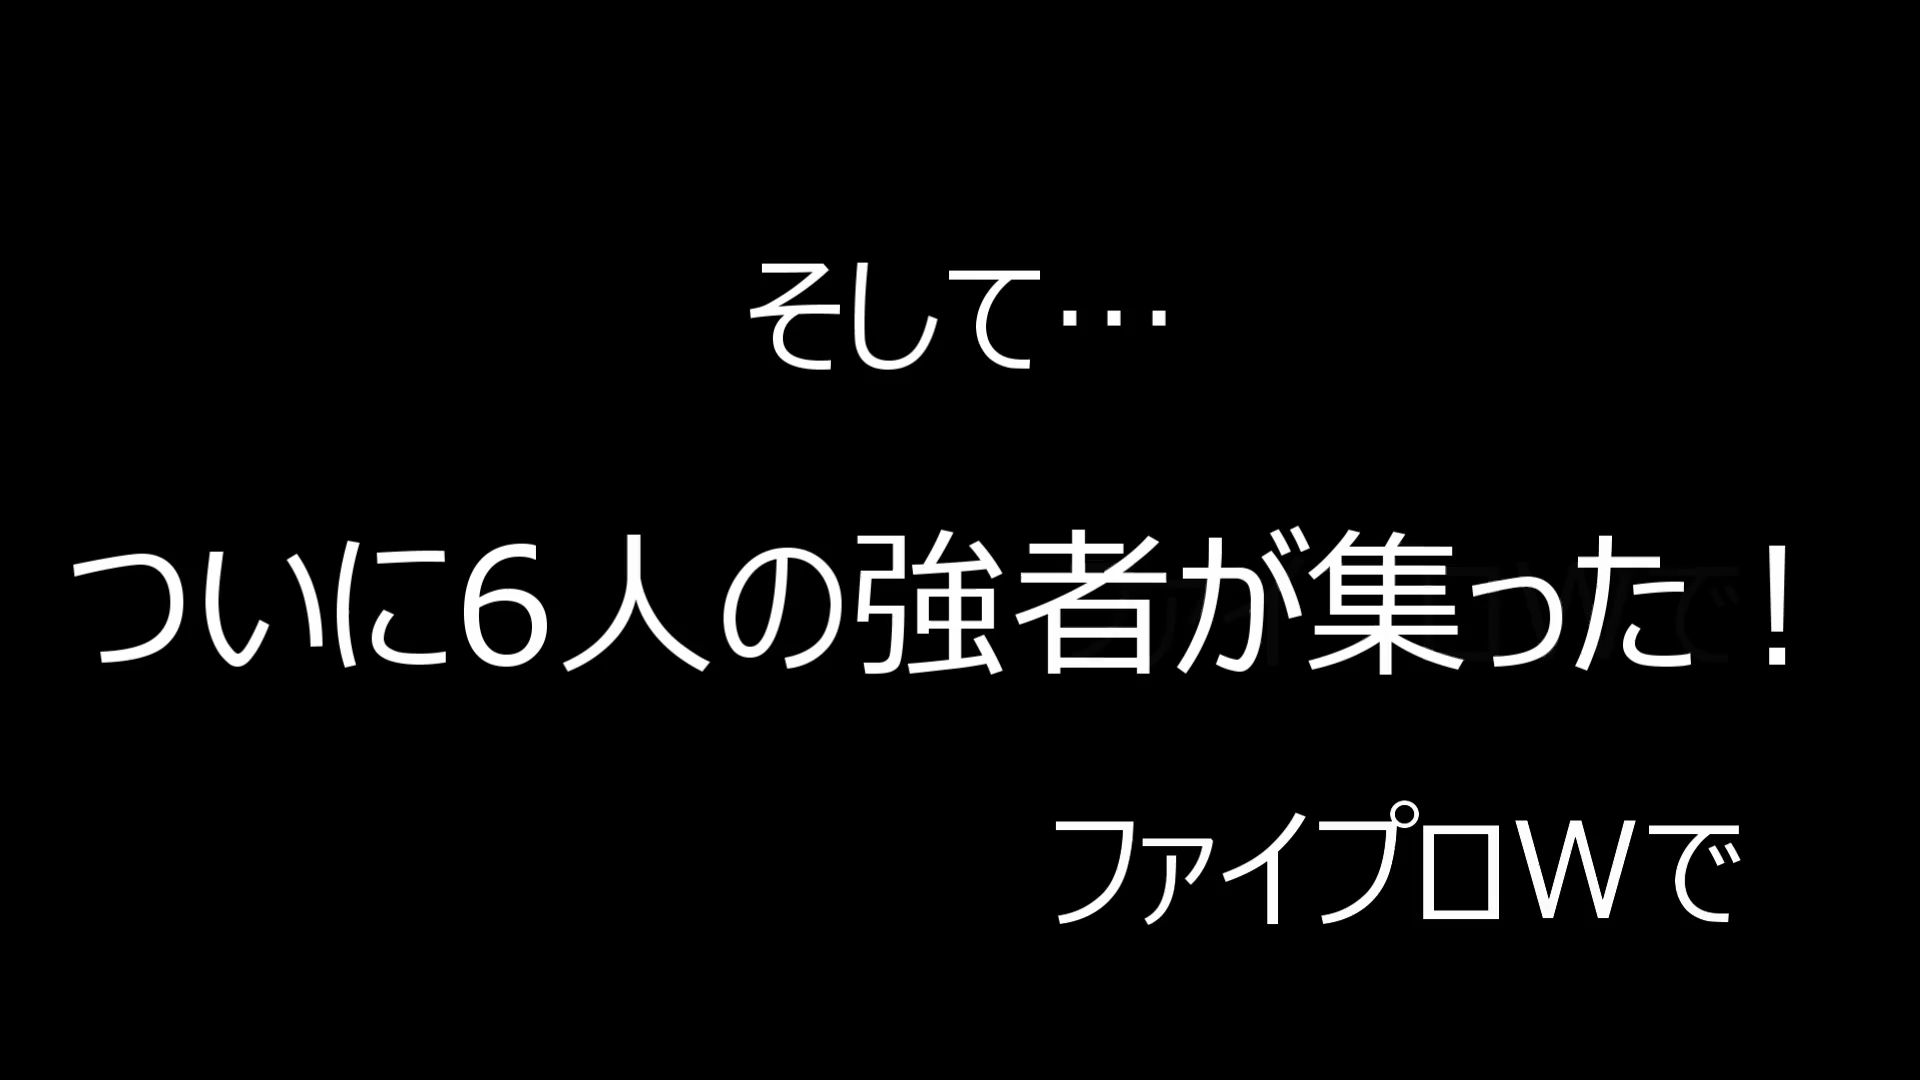 そして…
ついに6人の強者が集った！
ファイプロWで